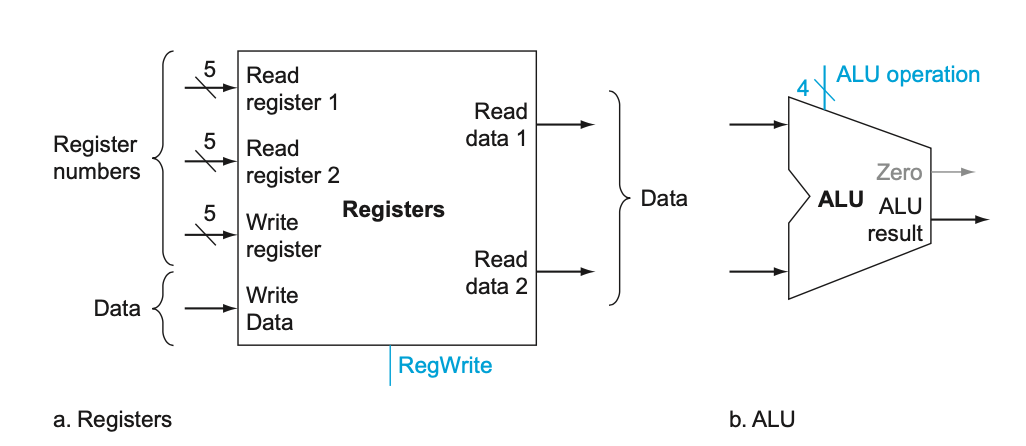 Register
numbers
Data
5
Read
register 1
5
Read
register 2
5
Write
register
Write
Data
Registers
Read
data 1
Read
data 2
RegWrite
Data
a. Registers
4
ALU operation
Zero
ALU
ALU
result
b. ALU